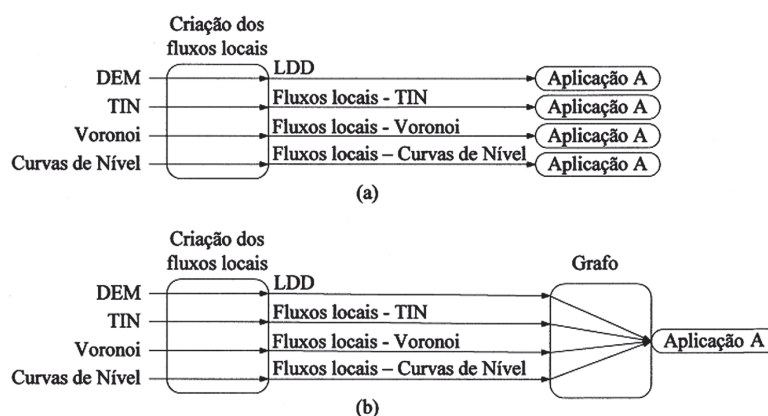 Criação dos
fluxos locais
DEM
LDD
Aplicação A
TIN
Fluxos locais - TIN
Aplicação A
Voronoi
Fluxos locais - Voronoi
Aplicação A
Curvas de Nível
Fluxos locais – Curvas de Nível
Aplicação A
(a)
Criação dos
fluxos locais
Grafo
DEM
LDD
TIN
Fluxos locais - TIN
Aplicação A
Voronoi
Fluxos locais - Voronoi
Curvas de Nível
Fluxos locais – Curvas de Nível
(b)